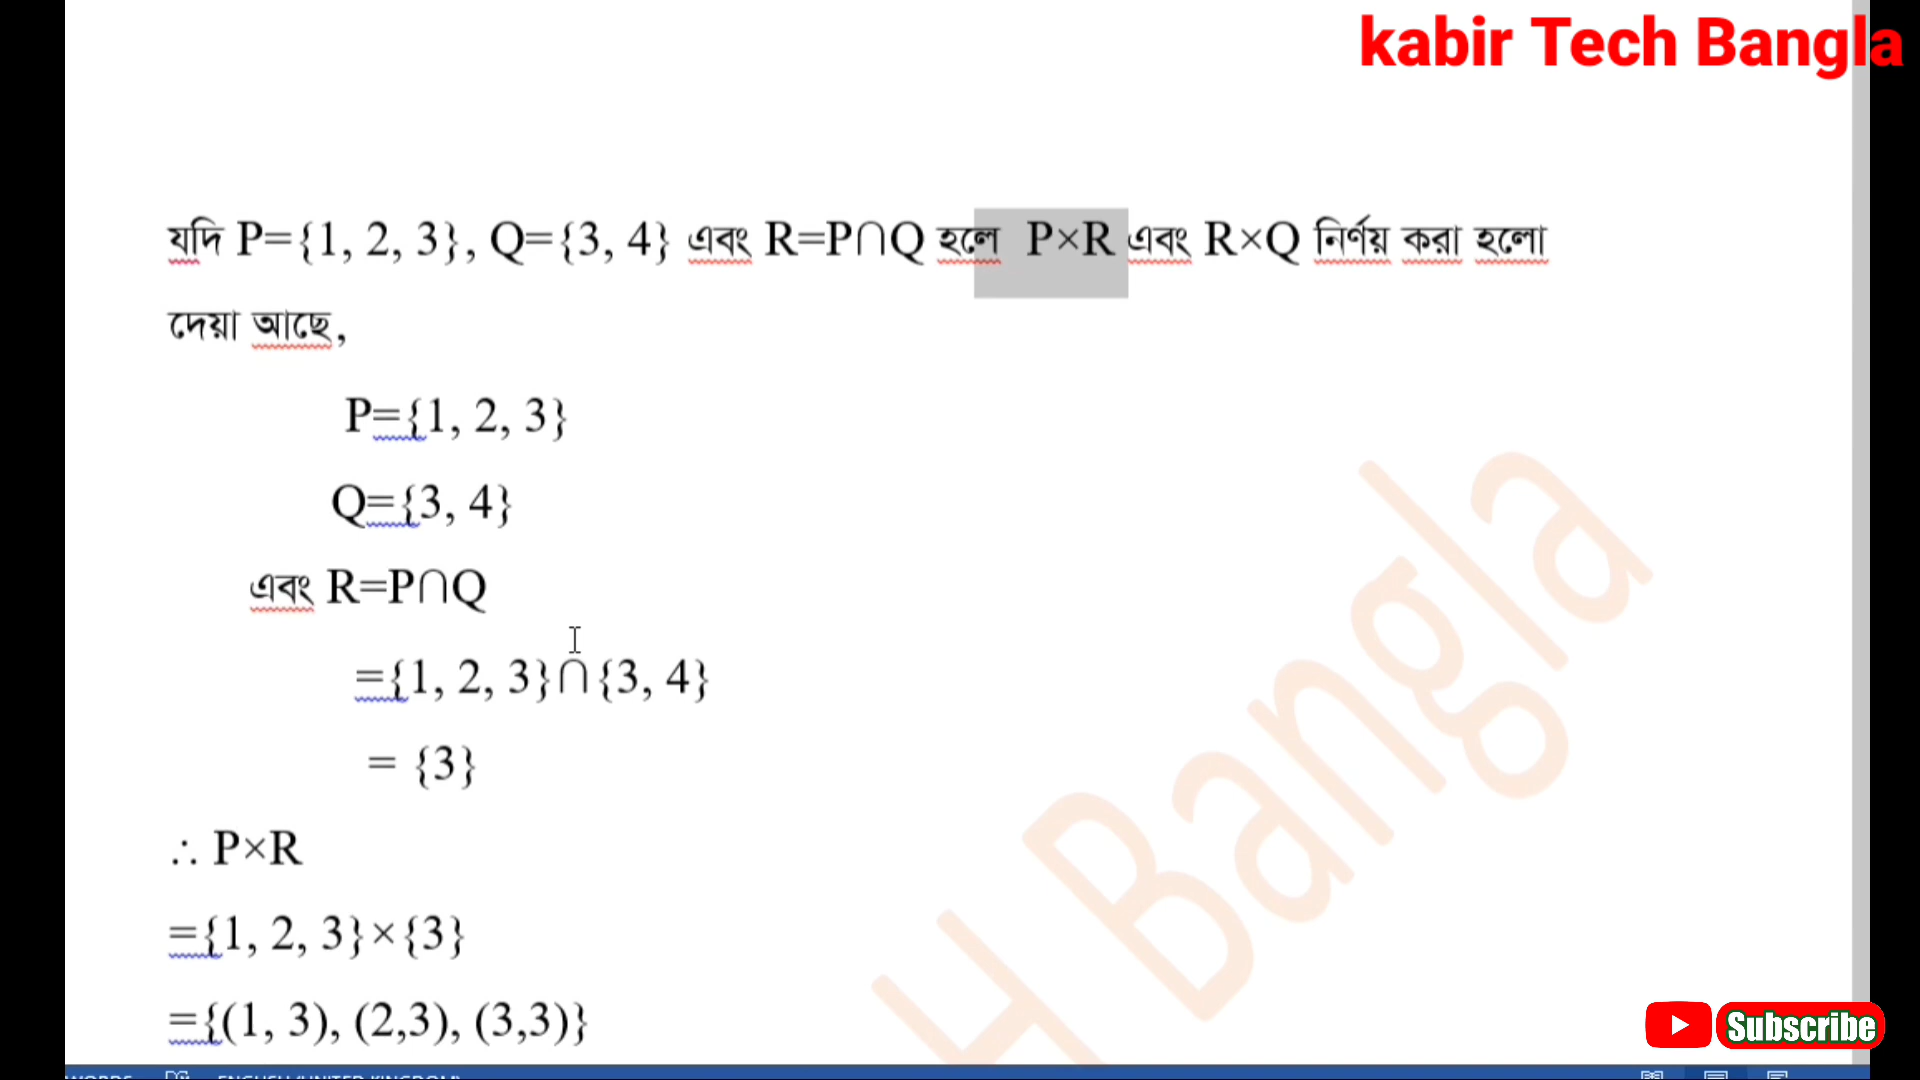 kabir Tech Bangla
যদি P={1, 2, 3}, Q={3, 4} এবং R=P∩Q হলে P×R এবং R×Q নির্ণয় করা হলো
দেয়া আছে,
P={1, 2, 3}
Q={3, 4}
এবং R=P∩Q
={1, 2, 3}∩{3, 4}
= {3}
∴ P×R
={1, 2, 3}×{3}
={(1, 3), (2,3), (3,3)}
Bangla
Subscribe